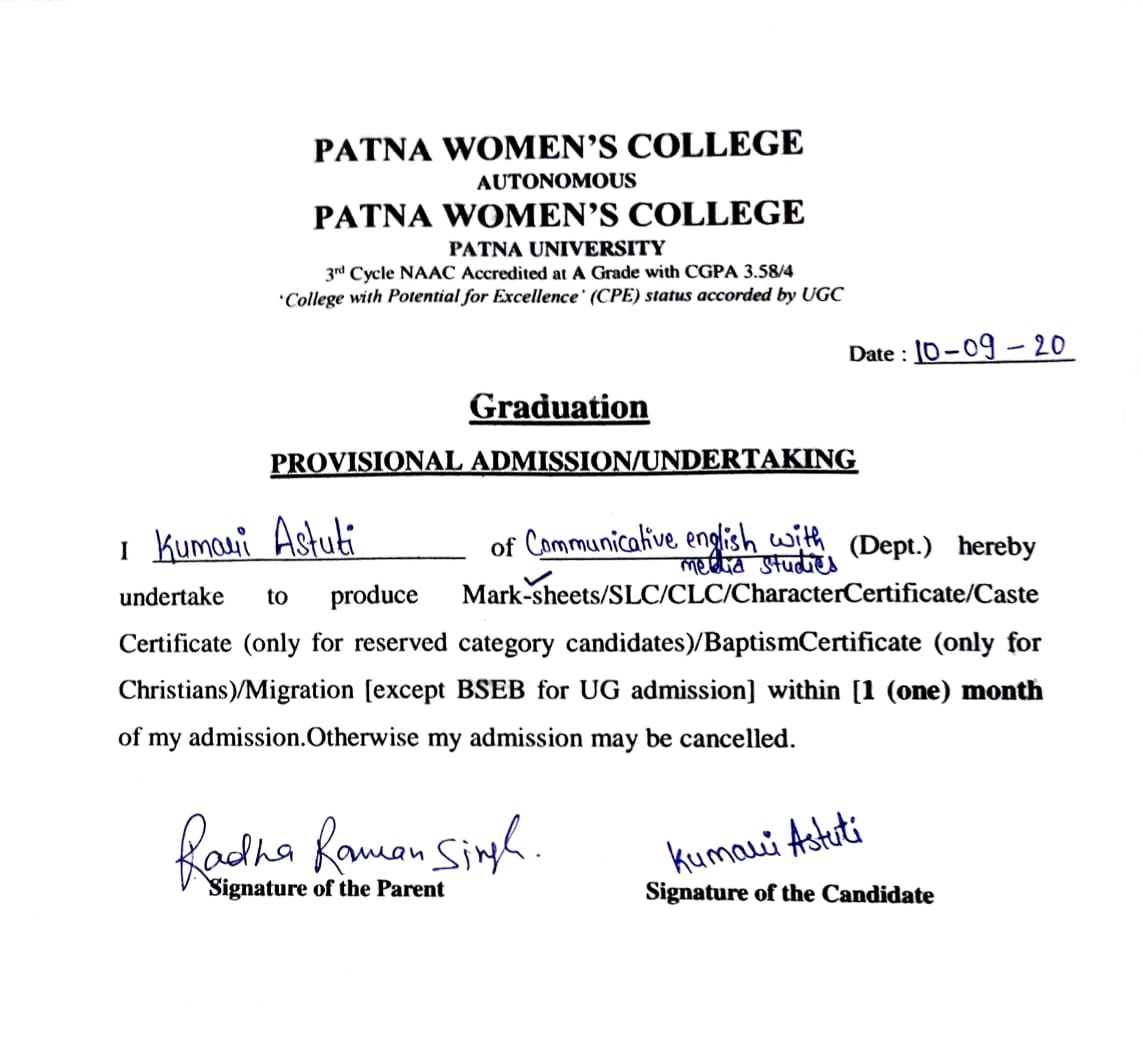 PATNA WOMEN'S COLLEGE
AUTONOMOUS
PATNA WOMEN'S COLLEGE
PATNA UNIVERSITY
3rd Cycle NAAC Accredited at A Grade with CGPA 3.58/4
'College with Potential for Excellence' (CPE) status accorded by UGC
Date : 10-09-20
Graduation
PROVISIONAL ADMISSION/UNDERTAKING
I Kumari Astuti of Communicative english with (Dept.) hereby
media studies
undertake to produce Mark-sheets/SLC/CLC/CharacterCertificate/Caste
Certificate (only for reserved category candidates)/BaptismCertificate (only for
Christians)/Migration [except BSEB for UG admission] within [1 (one) month
of my admission.Otherwise my admission may be cancelled.
Radha Raman Singh. Kumari Astuti
Signature of the Parent Signature of the Candidate